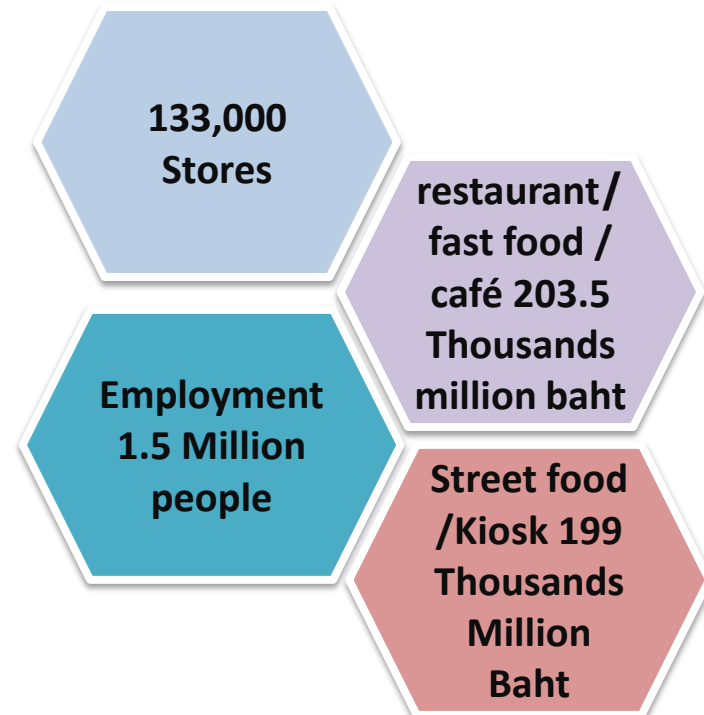 133,000
Stores
restaurant/
fast food /
café 203.5
Thousands
million baht
Employment
1.5 Million
people
Street food
/Kiosk 199
Thousands
Million
Baht